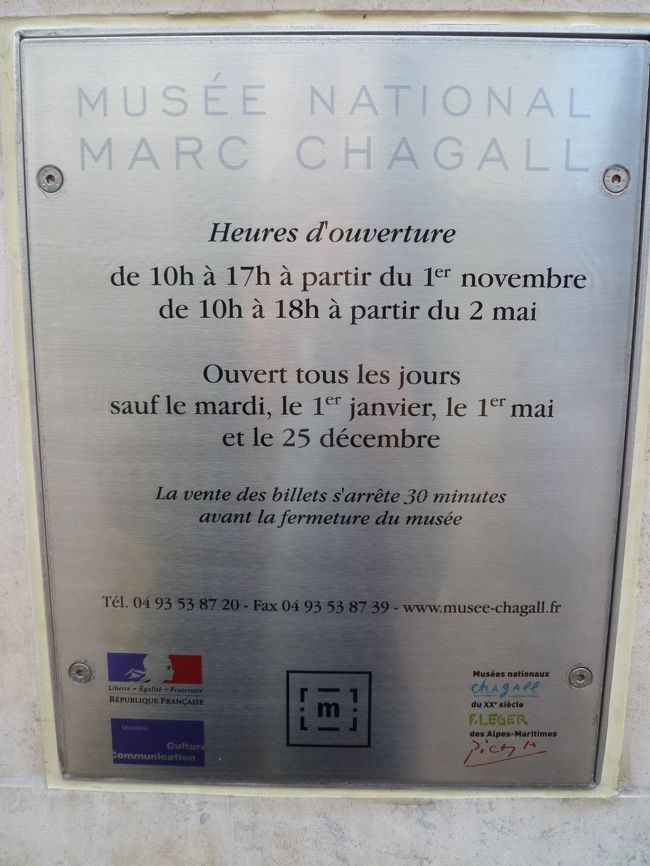 MUSÉE NATIONAL
MARC CHAGALL
Heures d'ouverture
de 10h à 17h à partir du 1er novembre
de 10h à 18h à partir du 2 mai
Ouvert tous les jours
sauf le mardi, le 1er janvier, le 1er mai
et le 25 décembre
La vente des billets s'arrête 30 minutes
avant la fermeture du musée
Tél. 04 93 53 87 20 - Fax 04 93 53 87 39 - www.musee-chagall.fr
Liberté • Égalité • Fraternité
RÉPUBLIQUE FRANÇAISE
Ministère
Culture
Communication
[m]
Musées nationaux
chagall
du XXe siècle
F.LEGER
des Alpes-Maritimes